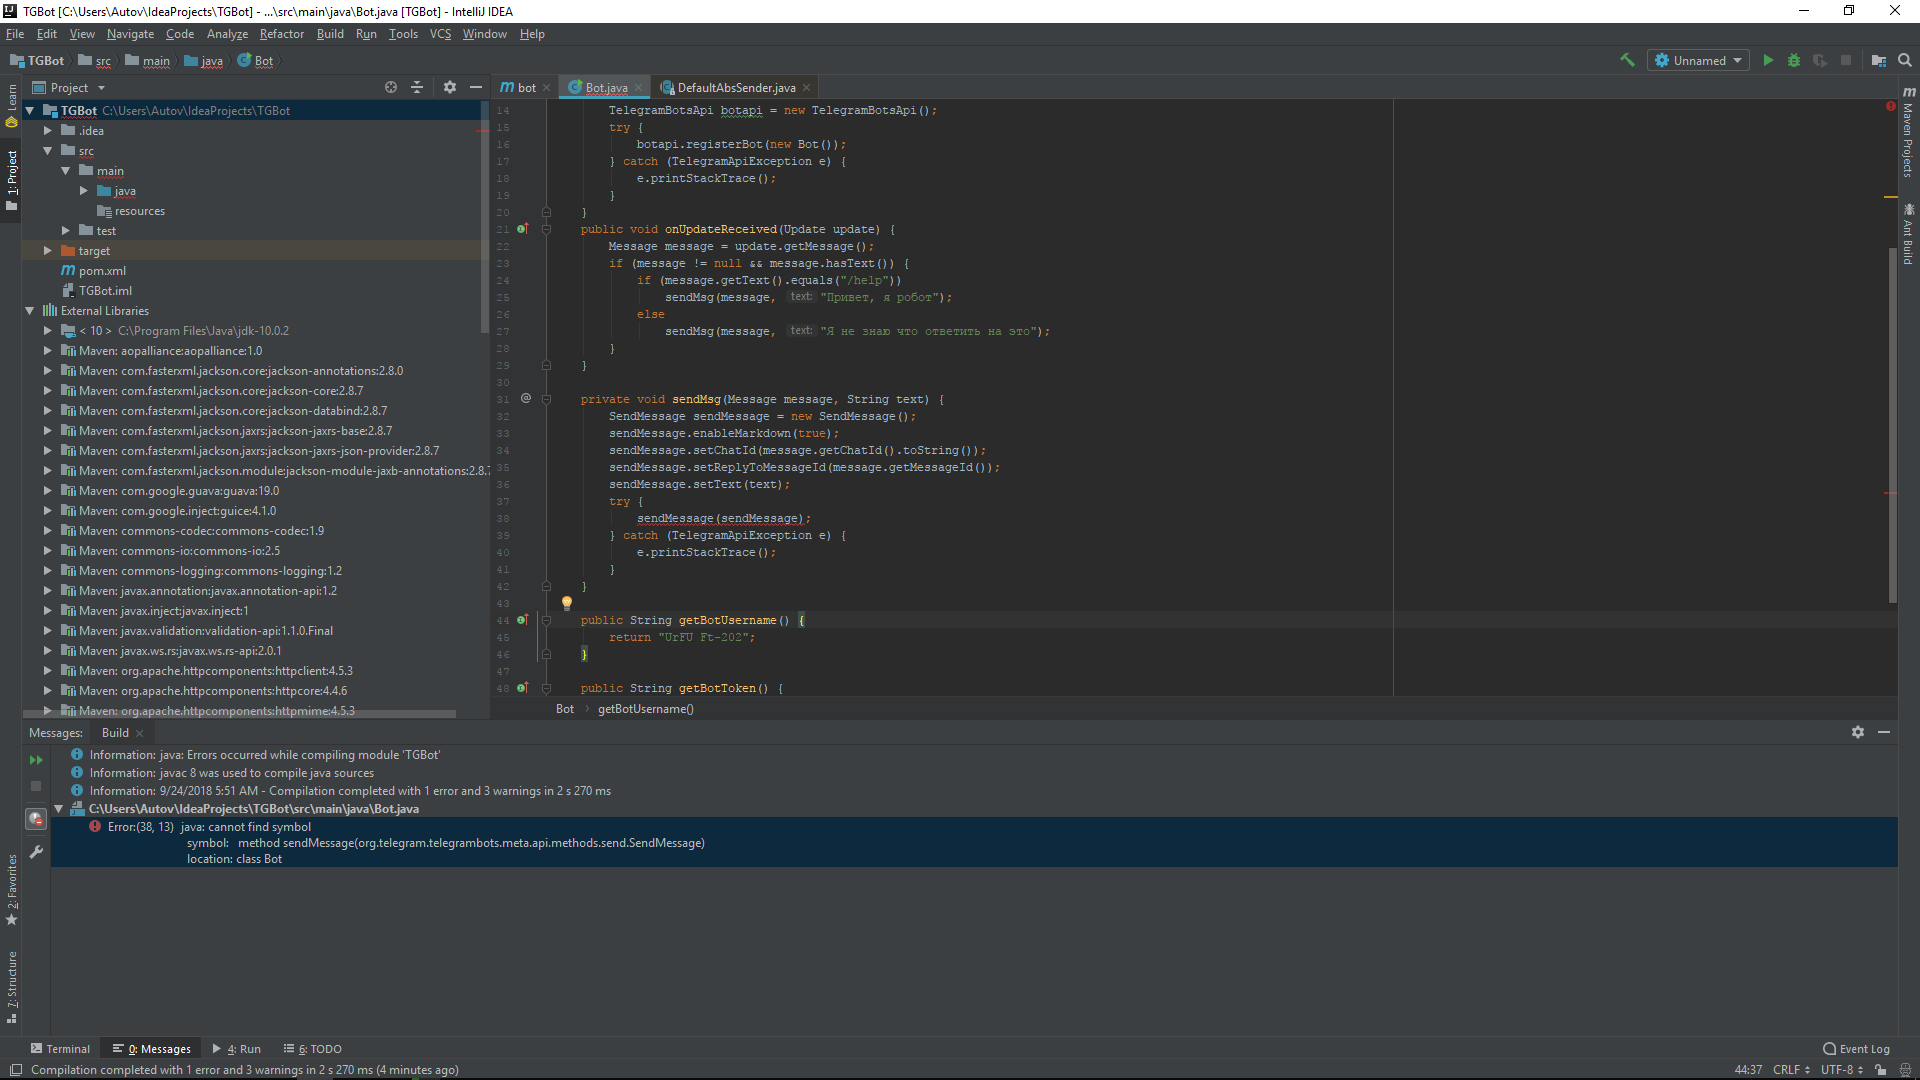 TGBot [C:\Users\Autov\IdeaProjects\TGBot] - ...\src\main\java\Bot.java [TGBot] - IntelliJ IDEA
File Edit View Navigate Code Analyze Refactor Build Run Tools VCS Window Help
TGBot src main java Bot
Unnamed
Project
bot Bot.java DefaultAbsSender.java
Learn
1: Project
2: Favorites
7: Structure
Maven Projects
Ant Build
TGBot C:\Users\Autov\IdeaProjects\TGBot
.idea
src
main
java
resources
test
target
pom.xml
TGBot.iml
External Libraries
< 10 > C:\Program Files\Java\jdk-10.0.2
Maven: aopalliance:aopalliance:1.0
Maven: com.fasterxml.jackson.core:jackson-annotations:2.8.0
Maven: com.fasterxml.jackson.core:jackson-core:2.8.7
Maven: com.fasterxml.jackson.core:jackson-databind:2.8.7
Maven: com.fasterxml.jackson.jaxrs:jackson-jaxrs-base:2.8.7
Maven: com.fasterxml.jackson.jaxrs:jackson-jaxrs-json-provider:2.8.7
Maven: com.fasterxml.jackson.module:jackson-module-jaxb-annotations:2.8.7
Maven: com.google.guava:guava:19.0
Maven: com.google.inject:guice:4.1.0
Maven: commons-codec:commons-codec:1.9
Maven: commons-io:commons-io:2.5
Maven: commons-logging:commons-logging:1.2
Maven: javax.annotation:javax.annotation-api:1.2
Maven: javax.inject:javax.inject:1
Maven: javax.validation:validation-api:1.1.0.Final
Maven: javax.ws.rs:javax.ws.rs-api:2.0.1
Maven: org.apache.httpcomponents:httpclient:4.5.3
Maven: org.apache.httpcomponents:httpcore:4.4.6
Maven: org.apache.httpcomponents:httpmime:4.5.3
14 TelegramBotsApi botapi = new TelegramBotsApi();
15 try {
16 botapi.registerBot(new Bot());
17 } catch (TelegramApiException e) {
18 e.printStackTrace();
19 }
20 }
21 public void onUpdateReceived(Update update) {
22 Message message = update.getMessage();
23 if (message != null && message.hasText()) {
24 if (message.getText().equals("/help"))
25 sendMsg(message, text: "Привет, я робот");
26 else
27 sendMsg(message, text: "Я не знаю что ответить на это");
28 }
29 }
30
31 @ private void sendMsg(Message message, String text) {
32 SendMessage sendMessage = new SendMessage();
33 sendMessage.enableMarkdown(true);
34 sendMessage.setChatId(message.getChatId().toString());
35 sendMessage.setReplyToMessageId(message.getMessageId());
36 sendMessage.setText(text);
37 try {
38 sendMessage(sendMessage);
39 } catch (TelegramApiException e) {
40 e.printStackTrace();
41 }
42 }
43
44 public String getBotUsername() {
45 return "UrFU Ft-202";
46 }
47
48 public String getBotToken() {
Bot getBotUsername()
Messages: Build
Information: java: Errors occurred while compiling module 'TGBot'
Information: javac 8 was used to compile java sources
Information: 9/24/2018 5:51 AM - Compilation completed with 1 error and 3 warnings in 2 s 270 ms
C:\Users\Autov\IdeaProjects\TGBot\src\main\java\Bot.java
Error:(38, 13) java: cannot find symbol
symbol: method sendMessage(org.telegram.telegrambots.meta.api.methods.send.SendMessage)
location: class Bot
Terminal 0: Messages 4: Run 6: TODO Event Log
Compilation completed with 1 error and 3 warnings in 2 s 270 ms (4 minutes ago) 44:37 CRLF UTF-8